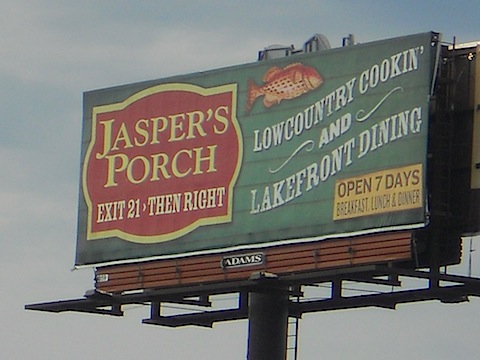 JASPER'S
PORCH
EXIT 21 › THEN RIGHT
LOWCOUNTRY COOKIN'
AND
LAKEFRONT DINING
OPEN 7 DAYS
BREAKFAST, LUNCH & DINNER
ADAMS